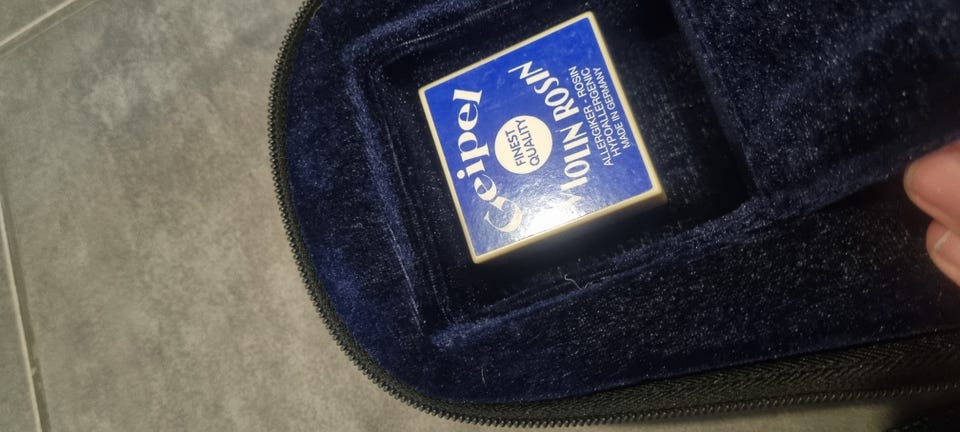 Geipel
FINEST
QUALITY
VIOLIN ROSIN
ALLERGIKER - ROSIN
HYPOALLERGENIC
MADE IN GERMANY